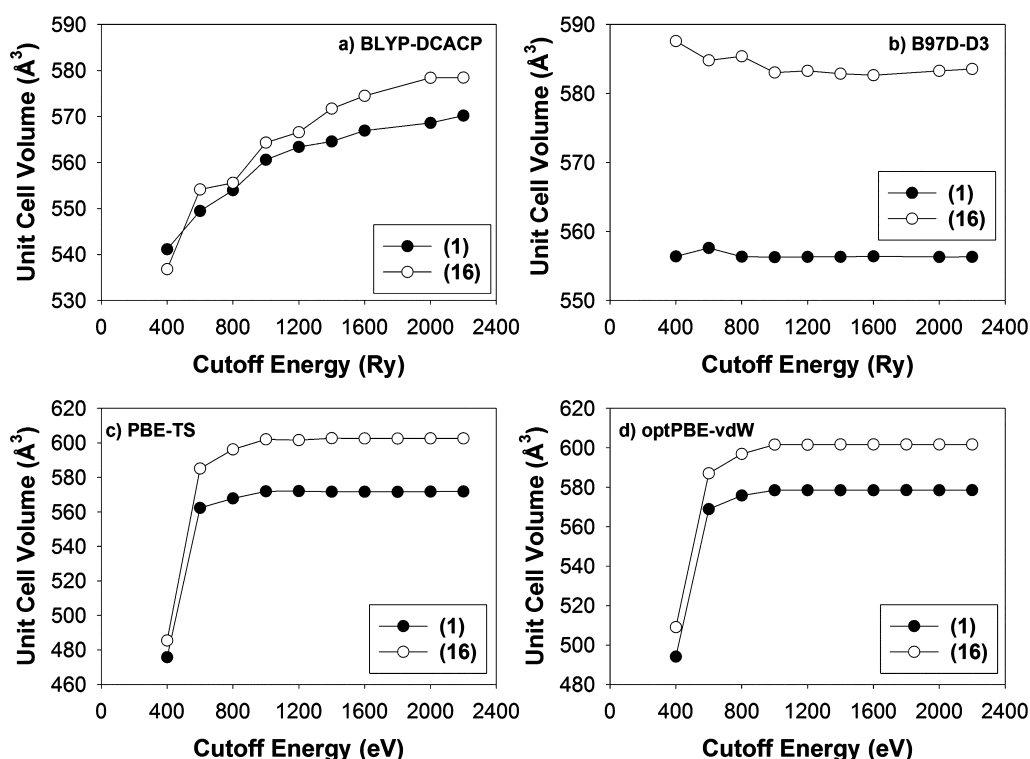 a) BLYP-DCACP
Unit Cell Volume (Å³)
590
580
570
560
550
540
530
(1)
(16)
0 400 800 1200 1600 2000 2400
Cutoff Energy (Ry)
b) B97D-D3
Unit Cell Volume (Å³)
590
580
570
560
550
(1)
(16)
0 400 800 1200 1600 2000 2400
Cutoff Energy (Ry)
c) PBE-TS
Unit Cell Volume (Å³)
620
600
580
560
540
520
500
480
460
(1)
(16)
0 400 800 1200 1600 2000 2400
Cutoff Energy (eV)
d) optPBE-vdW
Unit Cell Volume (Å³)
620
600
580
560
540
520
500
480
(1)
(16)
0 400 800 1200 1600 2000 2400
Cutoff Energy (eV)